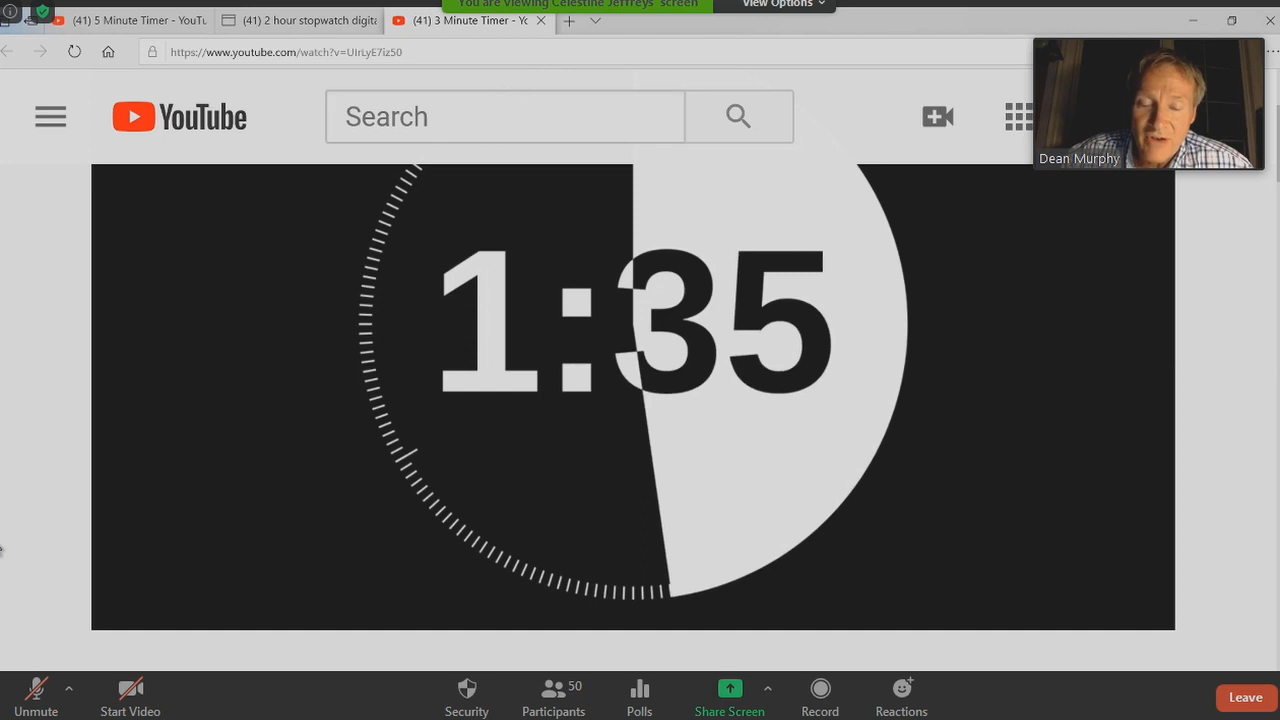 You are viewing Celestine Jeffreys' screen
View Options
(41) 5 Minute Timer - YouTu
(41) 2 hour stopwatch digita
(41) 3 Minute Timer - Yo
https://www.youtube.com/watch?v=UIrLyE7iz50
YouTube
Search
Dean Murphy
1:35
Unmute
Start Video
Security
Participants
50
Polls
Share Screen
Record
Reactions
Leave